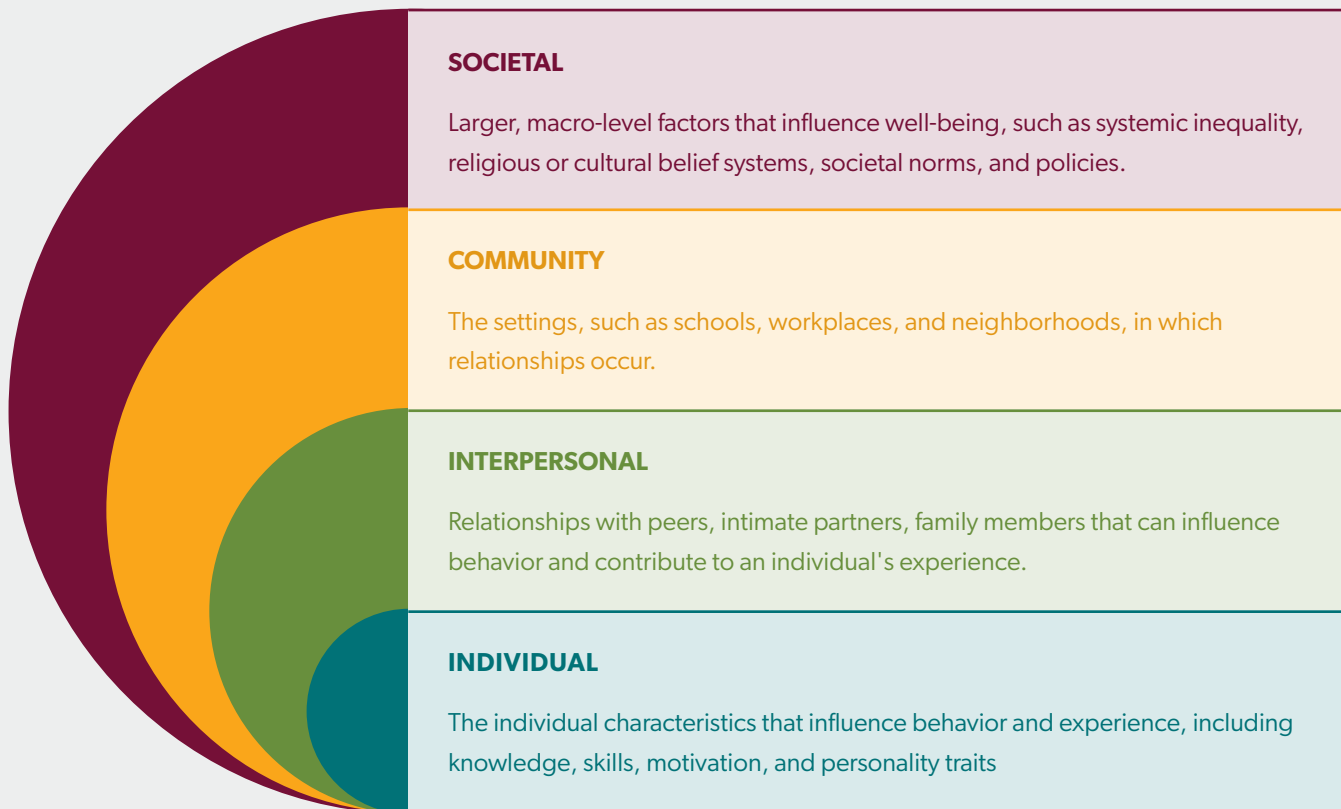 SOCIETAL
Larger, macro-level factors that influence well-being, such as systemic inequality,
religious or cultural belief systems, societal norms, and policies.
COMMUNITY
The settings, such as schools, workplaces, and neighborhoods, in which
relationships occur.
INTERPERSONAL
Relationships with peers, intimate partners, family members that can influence
behavior and contribute to an individual's experience.
INDIVIDUAL
The individual characteristics that influence behavior and experience, including
knowledge, skills, motivation, and personality traits